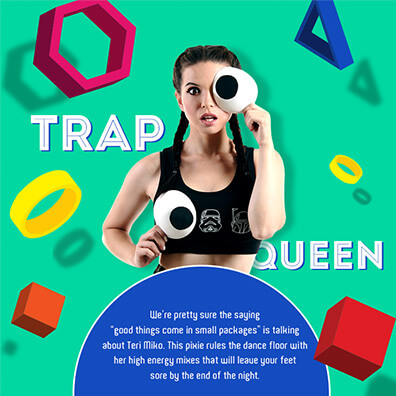 TRAP
QUEEN
We're pretty sure the saying
"good things come in small packages" is talking
about Teri Miko. This pixie rules the dance floor with
her high energy mixes that will leave your feet
sore by the end of the night.